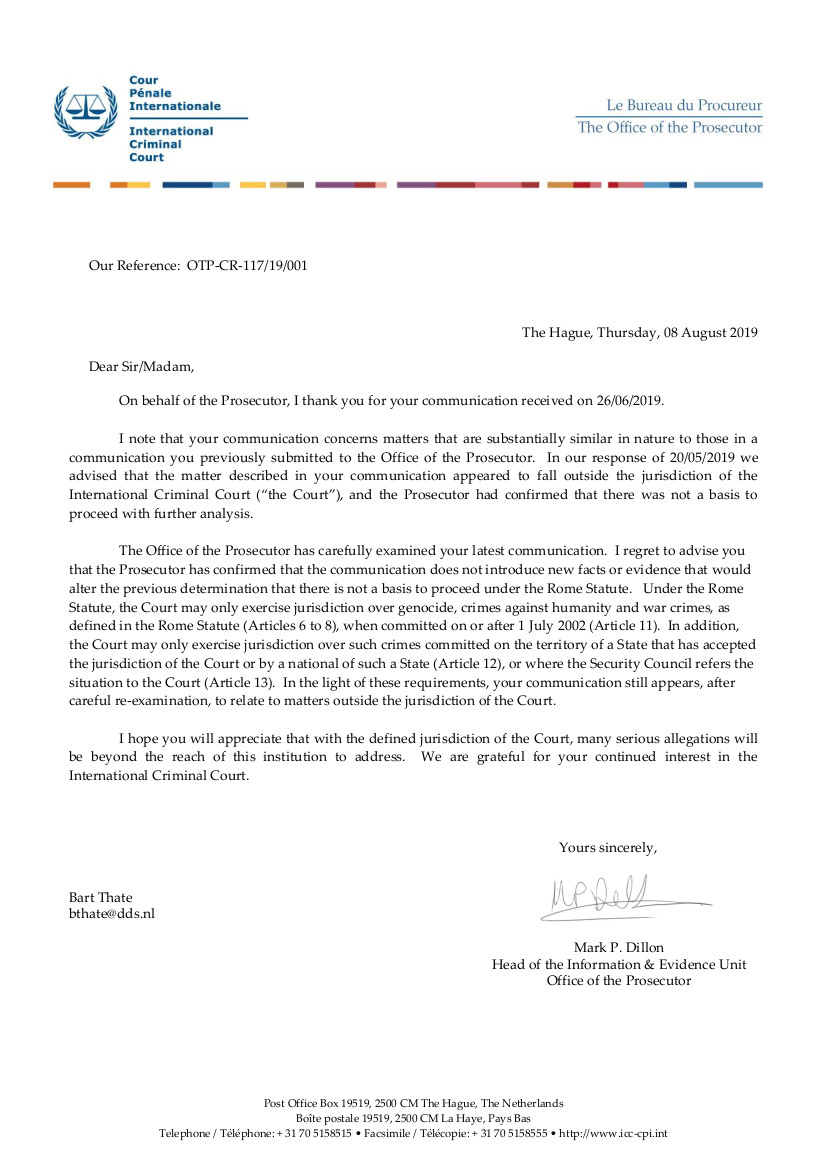 Cour
Pénale
Internationale
International
Criminal
Court
Le Bureau du Procureur
The Office of the Prosecutor
Our Reference: OTP-CR-117/19/001
The Hague, Thursday, 08 August 2019
Dear Sir/Madam,
On behalf of the Prosecutor, I thank you for your communication received on 26/06/2019.
I note that your communication concerns matters that are substantially similar in nature to those in a
communication you previously submitted to the Office of the Prosecutor. In our response of 20/05/2019 we
advised that the matter described in your communication appeared to fall outside the jurisdiction of the
International Criminal Court (“the Court”), and the Prosecutor had confirmed that there was not a basis to
proceed with further analysis.
The Office of the Prosecutor has carefully examined your latest communication. I regret to advise you
that the Prosecutor has confirmed that the communication does not introduce new facts or evidence that would
alter the previous determination that there is not a basis to proceed under the Rome Statute. Under the Rome
Statute, the Court may only exercise jurisdiction over genocide, crimes against humanity and war crimes, as
defined in the Rome Statute (Articles 6 to 8), when committed on or after 1 July 2002 (Article 11). In addition,
the Court may only exercise jurisdiction over such crimes committed on the territory of a State that has accepted
the jurisdiction of the Court or by a national of such a State (Article 12), or where the Security Council refers the
situation to the Court (Article 13). In the light of these requirements, your communication still appears, after
careful re-examination, to relate to matters outside the jurisdiction of the Court.
I hope you will appreciate that with the defined jurisdiction of the Court, many serious allegations will
be beyond the reach of this institution to address. We are grateful for your continued interest in the
International Criminal Court.
Yours sincerely,
Bart Thate
bthate@dds.nl
Mark P. Dillon
Head of the Information & Evidence Unit
Office of the Prosecutor
Post Office Box 19519, 2500 CM The Hague, The Netherlands
Boîte postale 19519, 2500 CM La Haye, Pays Bas
Telephone / Téléphone: + 31 70 5158515 • Facsimile / Télécopie: + 31 70 5158555 • http://www.icc-cpi.int